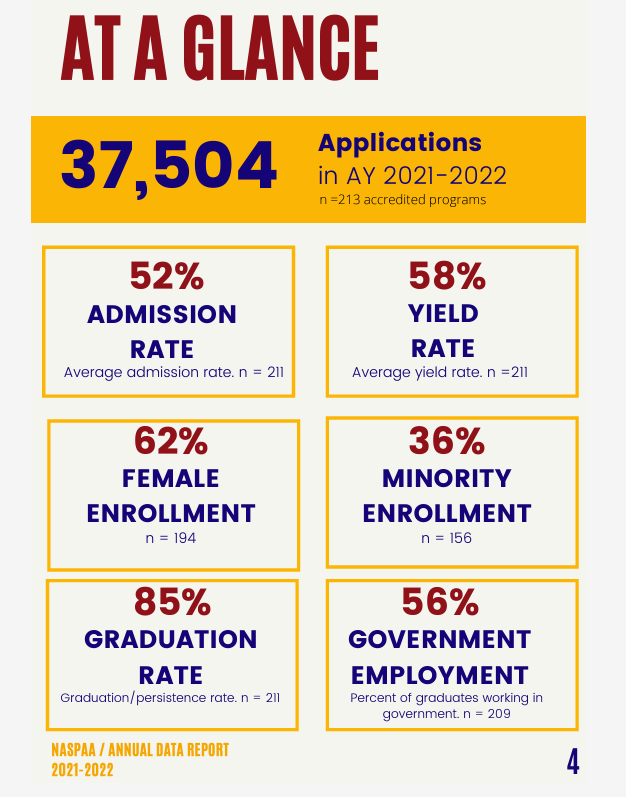 AT A GLANCE
37,504
Applications
in AY 2021-2022
n =213 accredited programs
52%
ADMISSION
RATE
Average admission rate. n = 211
58%
YIELD
RATE
Average yield rate. n =211
62%
FEMALE
ENROLLMENT
n = 194
36%
MINORITY
ENROLLMENT
n = 156
85%
GRADUATION
RATE
Graduation/persistence rate. n = 211
56%
GOVERNMENT
EMPLOYMENT
Percent of graduates working in
government. n = 209
NASPAA / ANNUAL DATA REPORT
2021-2022
4